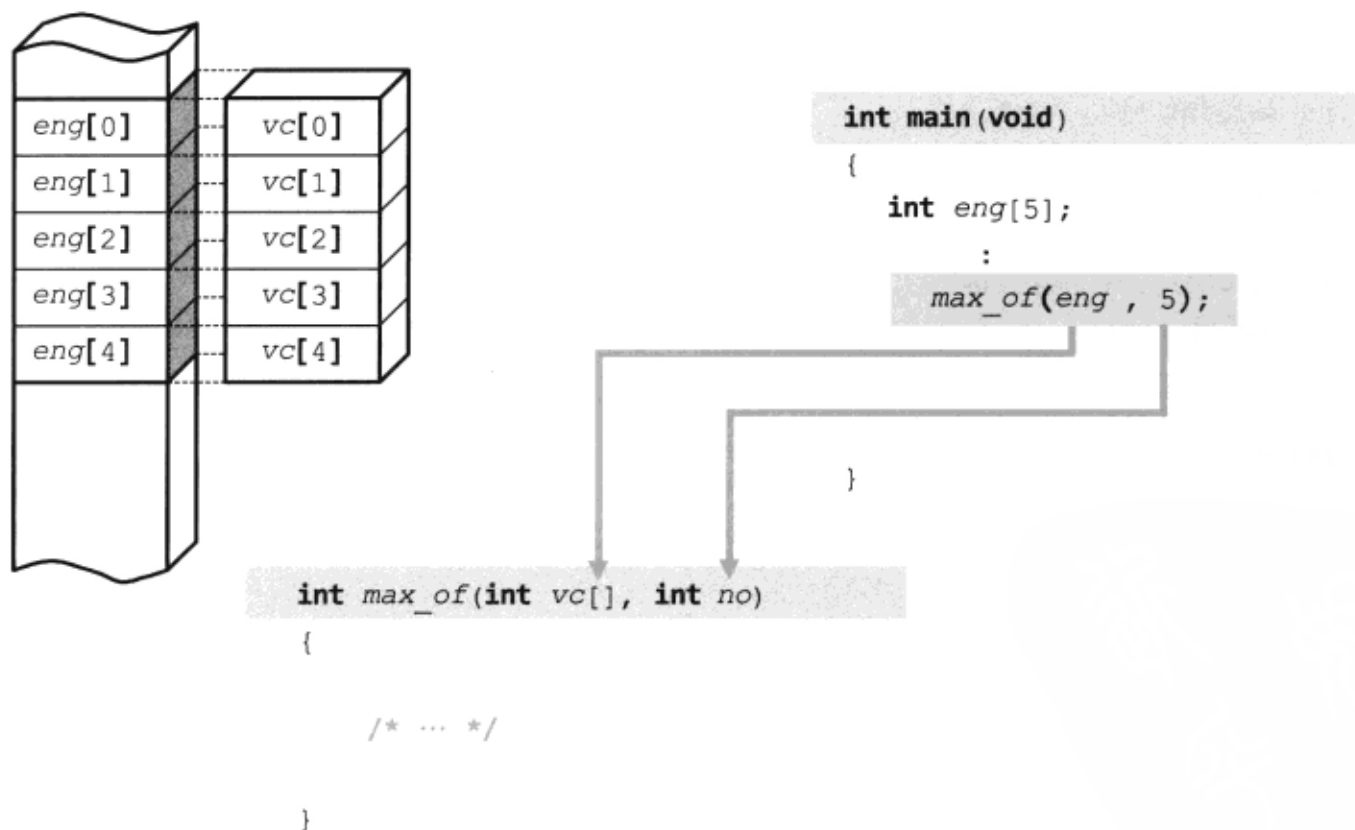 eng[0]
eng[1]
eng[2]
eng[3]
eng[4]
vc[0]
vc[1]
vc[2]
vc[3]
vc[4]
int main(void)
{
int eng[5];
:
max_of(eng , 5);
}
int max_of(int vc[], int no)
{
/* ··· */
}